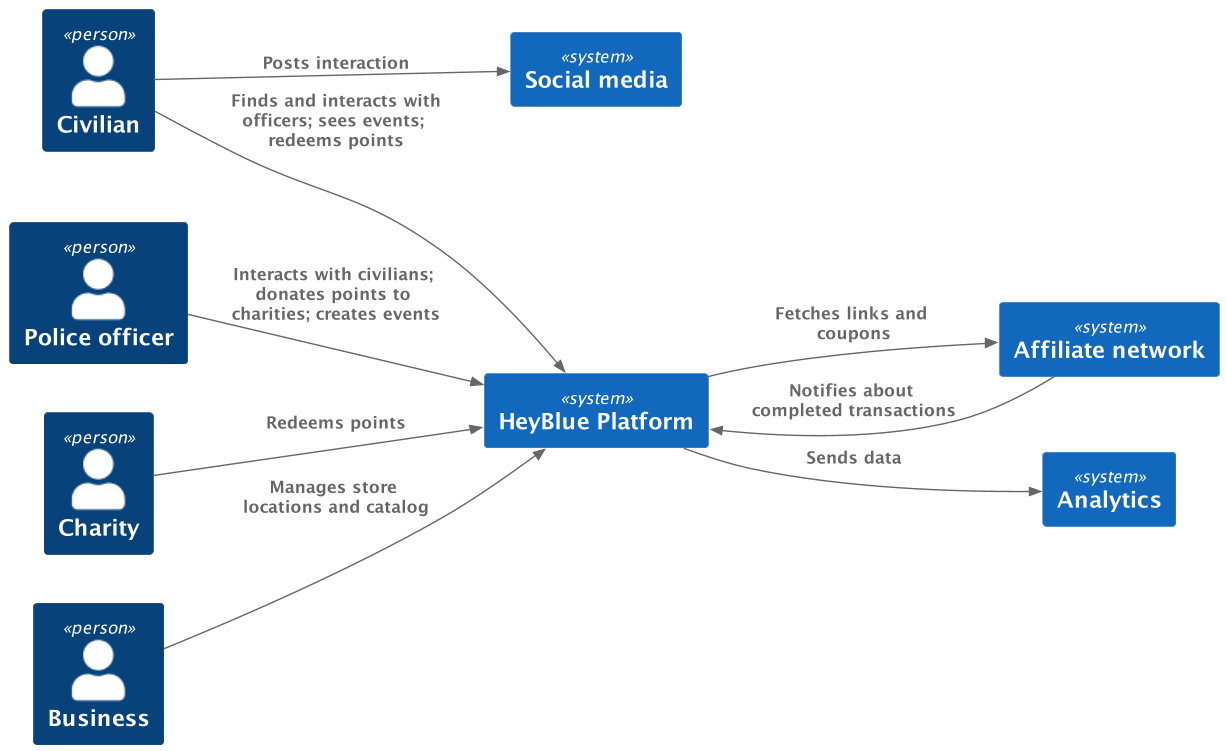 «person»
Civilian
Posts interaction
«system»
Social media
Finds and interacts with
officers; sees events;
redeems points
«person»
Police officer
Interacts with civilians;
donates points to
charities; creates events
«system»
HeyBlue Platform
Fetches links and
coupons
«system»
Affiliate network
Notifies about
completed transactions
«person»
Charity
Redeems points
Sends data
«system»
Analytics
Manages store
locations and catalog
«person»
Business